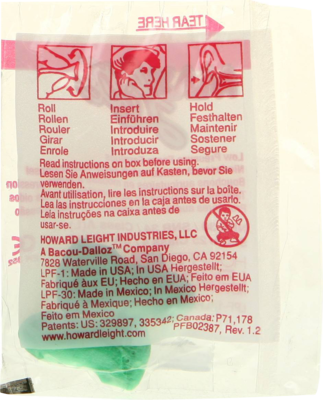 TEAR HERE
Roll
Rollen
Rouler
Girar
Enrole
Insert
Einführen
Introduire
Introducir
Introduza
Hold
Festhalten
Maintenir
Sostener
Segure
Read instructions on box before using.
Lesen Sie Anweisungen auf Kasten, bevor Sie
verwenden.
Avant utilisation, lire les instructions sur la boîte.
Lea las instrucciones en la caja antes de usarlo.
Leia instruções na caixa antes de
usar-se.
HOWARD LEIGHT INDUSTRIES, LLC
A Bacou-Dalloz™ Company
7828 Waterville Road, San Diego, CA 92154
LPF-1: Made in USA; In USA Hergestellt;
Fabriqué àux EU; Hecho en EUA; Feito em EUA
LPF-30: Made in Mexico; In Mexico Hergestellt;
Fabriqué a Mexique; Hecho en Mexico;
Feito em Mexico
Patents: US: 329897, 335342; Canada: P71,178
www.howardleight.com PFB02387, Rev. 1.2